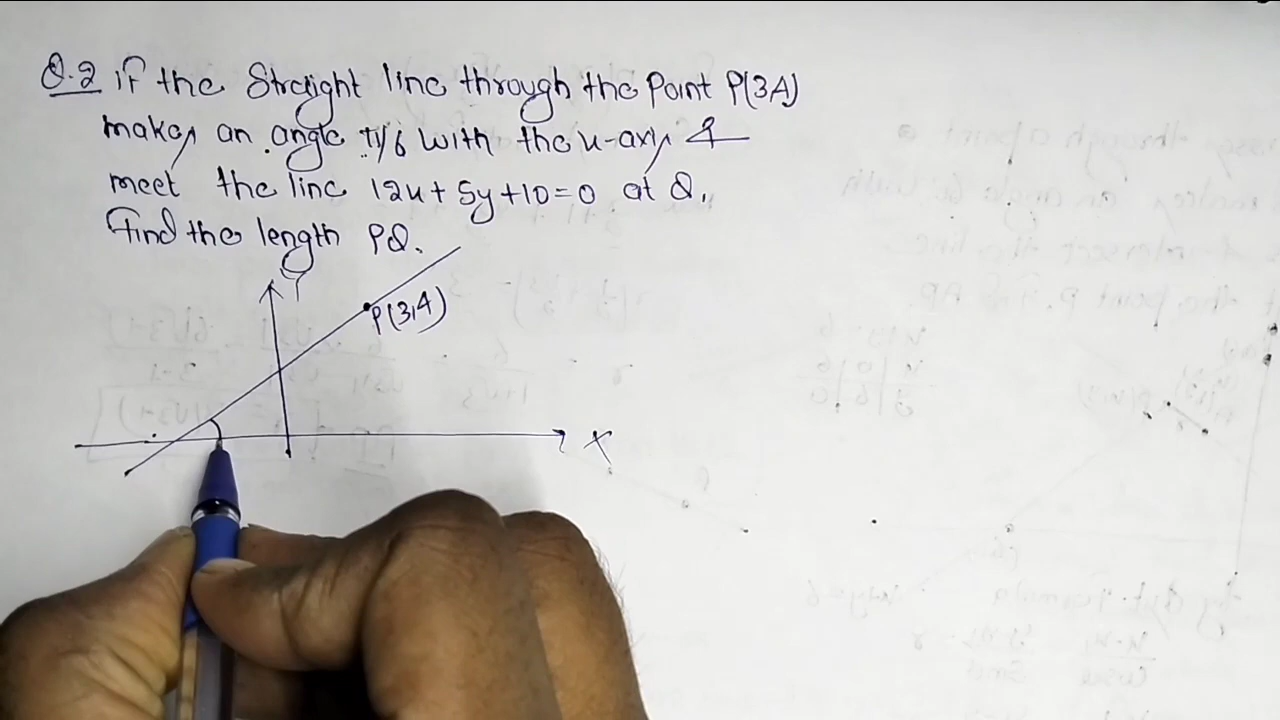 Q.2 if the Straight line through the Point P(3,4)
makes an angle π/6 with the x-axis &
meet the line 12x + 5y + 10 = 0 at Q.
Find the length PQ.
Y
P(3,4)
X